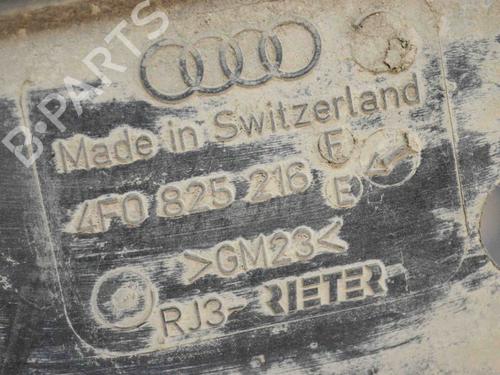 B-PARTS
Made in Switzerland
4F0 825 216 F
E
>GM23<
RJ3- RIETER